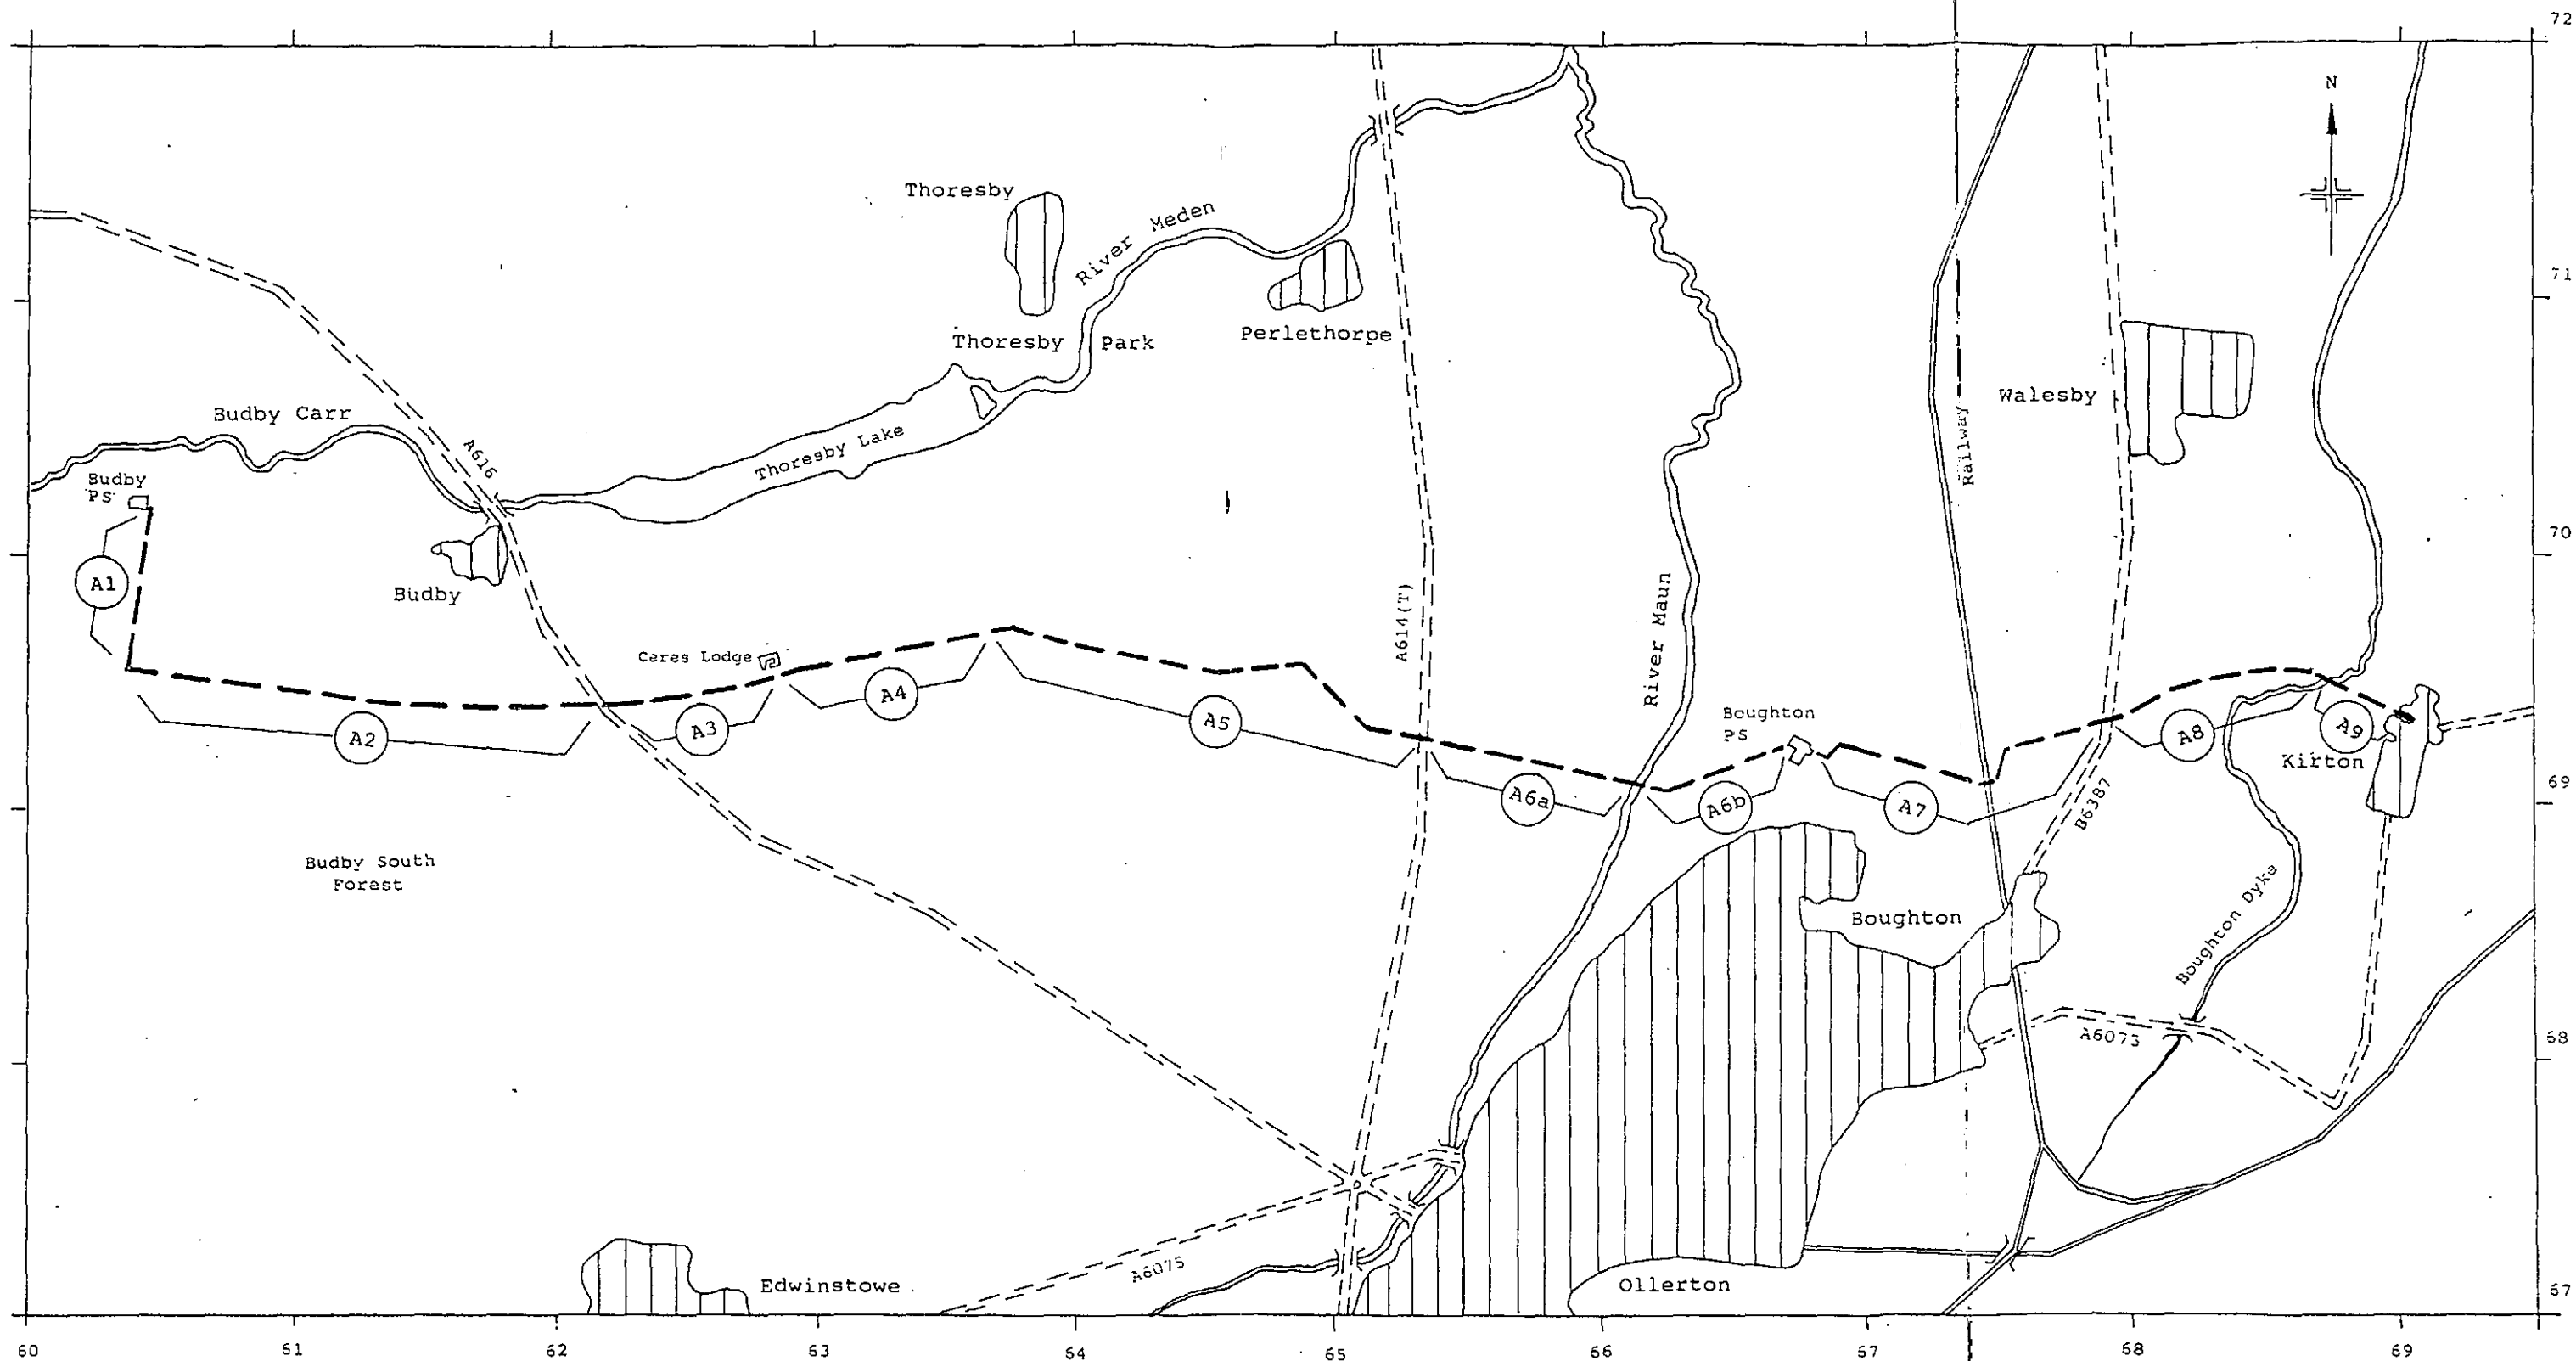 72
N
Thoresby
River Meden
71
Thoresby Park
Perlethorpe
Walesby
Budby Carr
A616
Thoresby Lake
Railway
Budby
PS
70
A1
Budby
A614(T)
River Maun
Ceres Lodge
A4
A3
A2
A5
Boughton
PS
A8
A9
Kirton
69
A6a
A6b
A7
B6387
Budby South
Forest
Boughton
Boughton Dyke
A6075
68
A6075
Edwinstowe
Ollerton
67
60 61 62 63 64 65 66 67 68 69